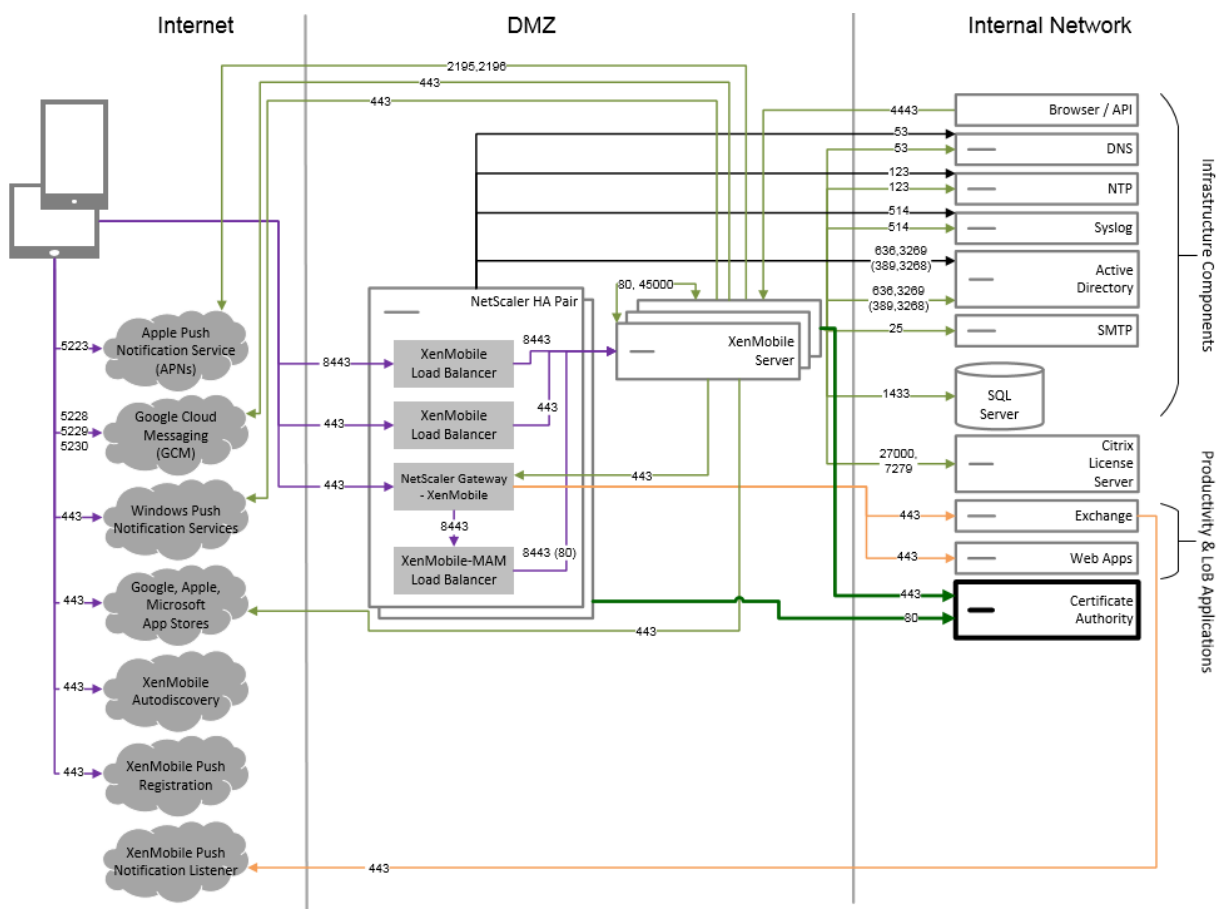 Internet
DMZ
Internal Network
2195,2196
443
443
4443
Browser / API
53
53
DNS
123
123
NTP
514
514
Syslog
636,3269
(389,3268)
636,3269
(389,3268)
Active
Directory
25
SMTP
1433
SQL
Server
27000,
7279
Citrix
License
Server
443
Exchange
443
Web Apps
443
80
Certificate
Authority
Infrastructure Components
Productivity & LoB Applications
NetScaler HA Pair
80, 45000
XenMobile
Server
8443
XenMobile
Load Balancer
8443
443
XenMobile
Load Balancer
443
443
NetScaler Gateway
- XenMobile
443
8443
XenMobile-MAM
Load Balancer
8443 (80)
443
5223
Apple Push
Notification Service
(APNs)
5228
5229
5230
Google Cloud
Messaging
(GCM)
443
Windows Push
Notification Services
443
Google, Apple,
Microsoft
App Stores
443
XenMobile
Autodiscovery
443
XenMobile Push
Registration
XenMobile Push
Notification Listener
443